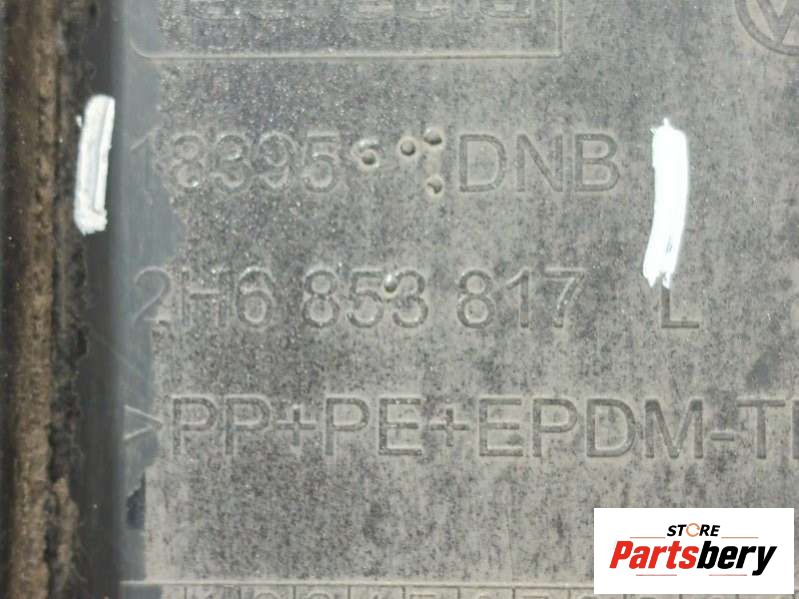 18395 DNB
2H6 853 817 L
>PP+PE+EPDM-T
STORE
Partsbery